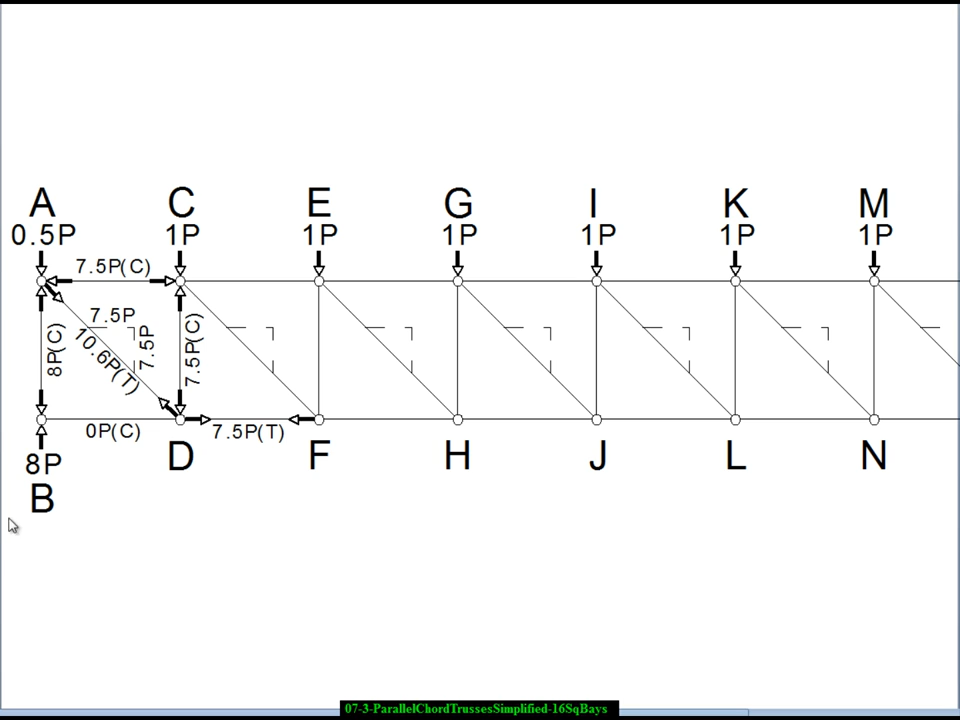 A C E G I K M
0.5P 1P 1P 1P 1P 1P 1P
7.5P(C)
7.5P
7.5P
10.6P(T)
8P(C)
7.5P(C)
0P(C)
7.5P(T)
8P
D F H J L N
B
07-3-ParallelChordTrussesSimplified-16SqBays